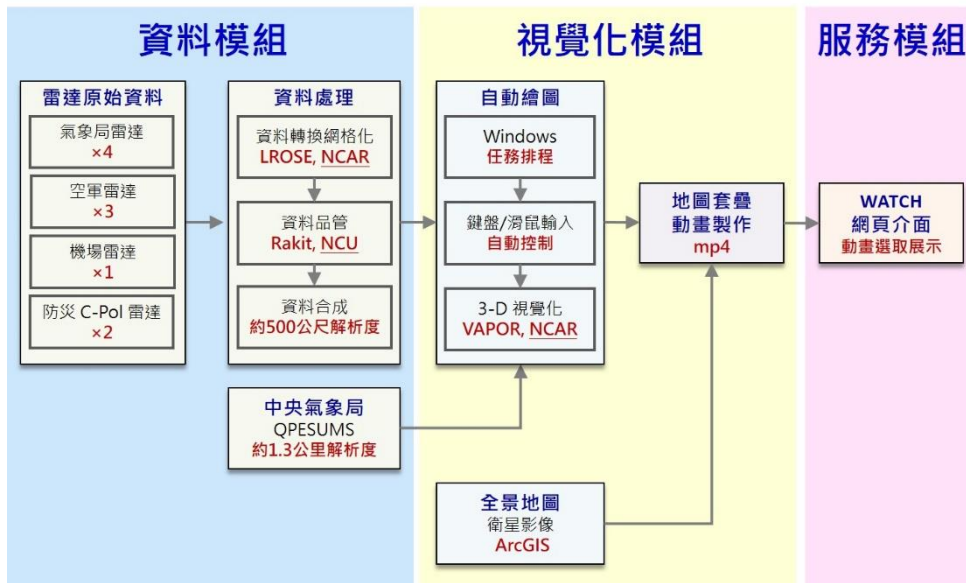 資料模組
雷達原始資料
氣象局雷達
×4
空軍雷達
×3
機場雷達
×1
防災 C-Pol 雷達
×2
資料處理
資料轉換網格化
LROSE, NCAR
資料品管
Rakit, NCU
資料合成
約500公尺解析度
中央氣象局
QPESUMS
約1.3公里解析度
視覺化模組
自動繪圖
Windows
任務排程
鍵盤/滑鼠輸入
自動控制
3-D 視覺化
VAPOR, NCAR
地圖套疊
動畫製作
mp4
全景地圖
衛星影像
ArcGIS
服務模組
WATCH
網頁介面
動畫選取展示